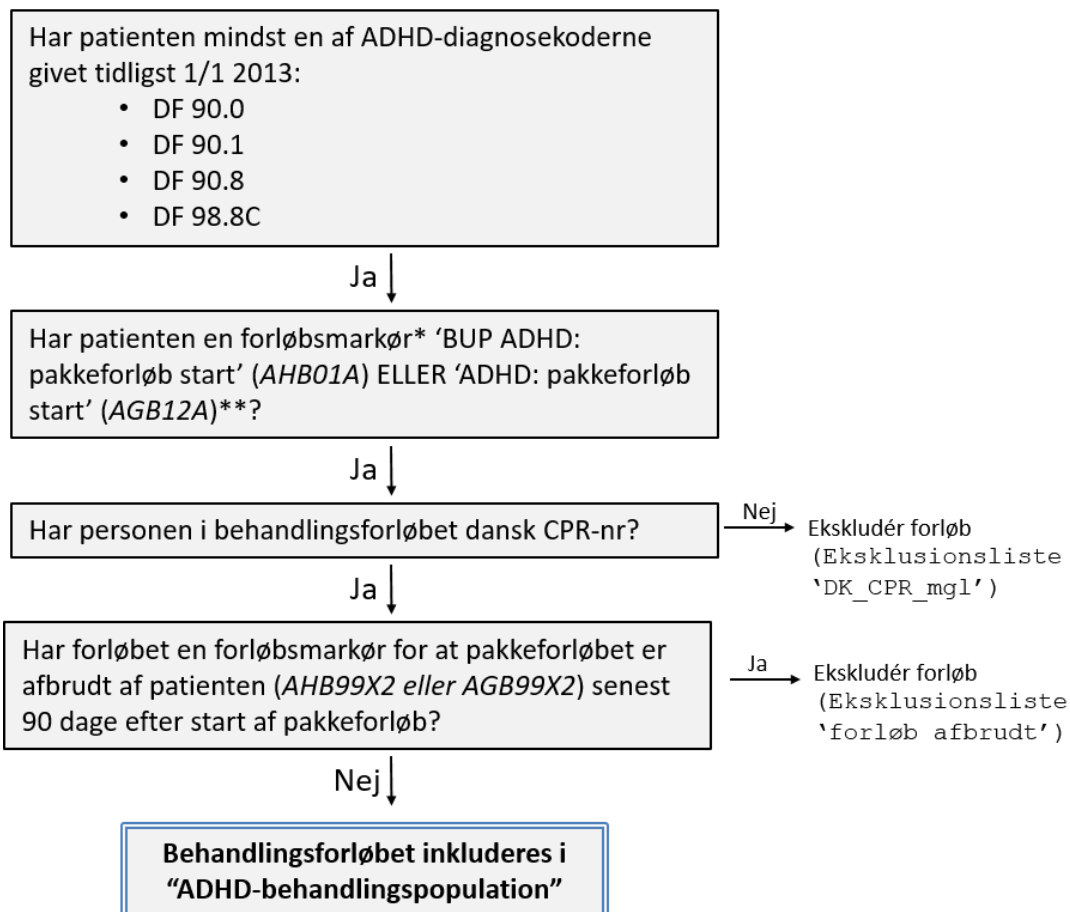 Har patienten mindst en af ADHD-diagnosekoderne
givet tidligst 1/1 2013:
• DF 90.0
• DF 90.1
• DF 90.8
• DF 98.8C
Ja
Har patienten en forløbsmarkør* ‘BUP ADHD:
pakkeforløb start’ (AHB01A) ELLER ‘ADHD: pakkeforløb
start’ (AGB12A)**?
Ja
Har personen i behandlingsforløbet dansk CPR-nr?
Nej
Ekskludér forløb
(Eksklusionsliste
‘DK_CPR_mgl’)
Ja
Har forløbet en forløbsmarkør for at pakkeforløbet er
afbrudt af patienten (AHB99X2 eller AGB99X2) senest
90 dage efter start af pakkeforløb?
Ja
Ekskludér forløb
(Eksklusionsliste
‘forløb afbrudt’)
Nej
Behandlingsforløbet inkluderes i
“ADHD-behandlingspopulation”